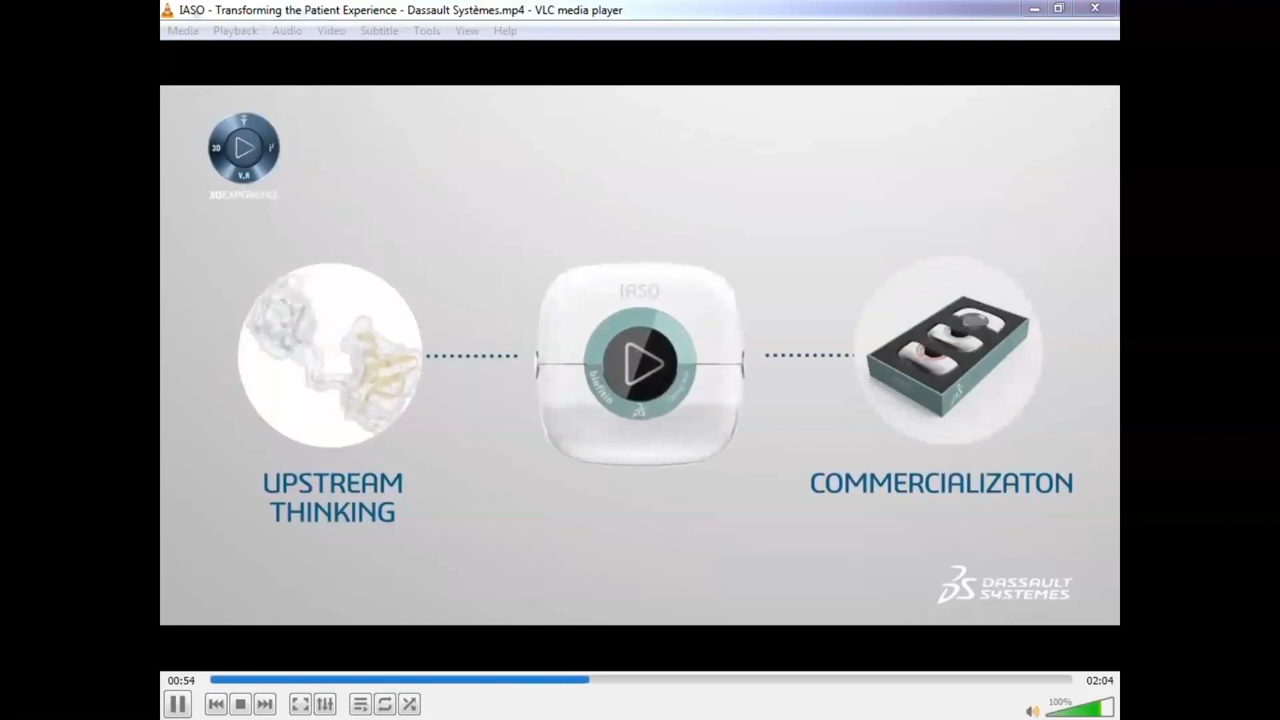 IASO - Transforming the Patient Experience - Dassault Systèmes.mp4 - VLC media player
Media Playback Audio Video Subtitle Tools View Help
3D V.R
3DEXPERIENCE
IASO
UPSTREAM
THINKING
COMMERCIALIZATON
DASSAULT
SYSTEMES
00:54
02:04
100%